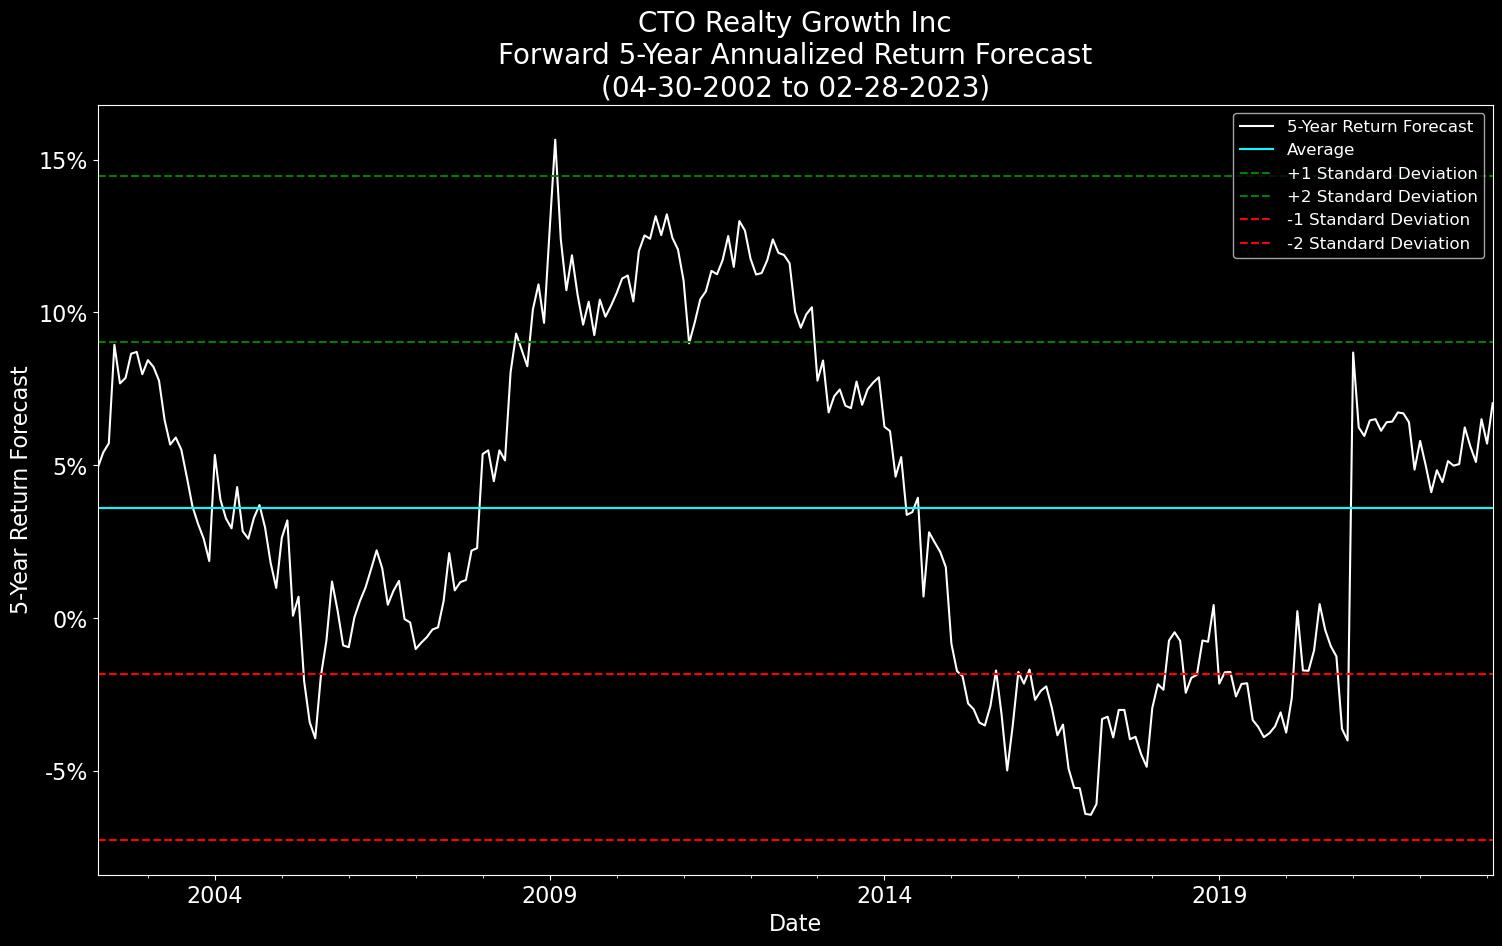 CTO Realty Growth Inc
Forward 5-Year Annualized Return Forecast
(04-30-2002 to 02-28-2023)
5-Year Return Forecast
Average
+1 Standard Deviation
+2 Standard Deviation
-1 Standard Deviation
-2 Standard Deviation
5-Year Return Forecast
15%
10%
5%
0%
-5%
2004
2009
2014
2019
Date